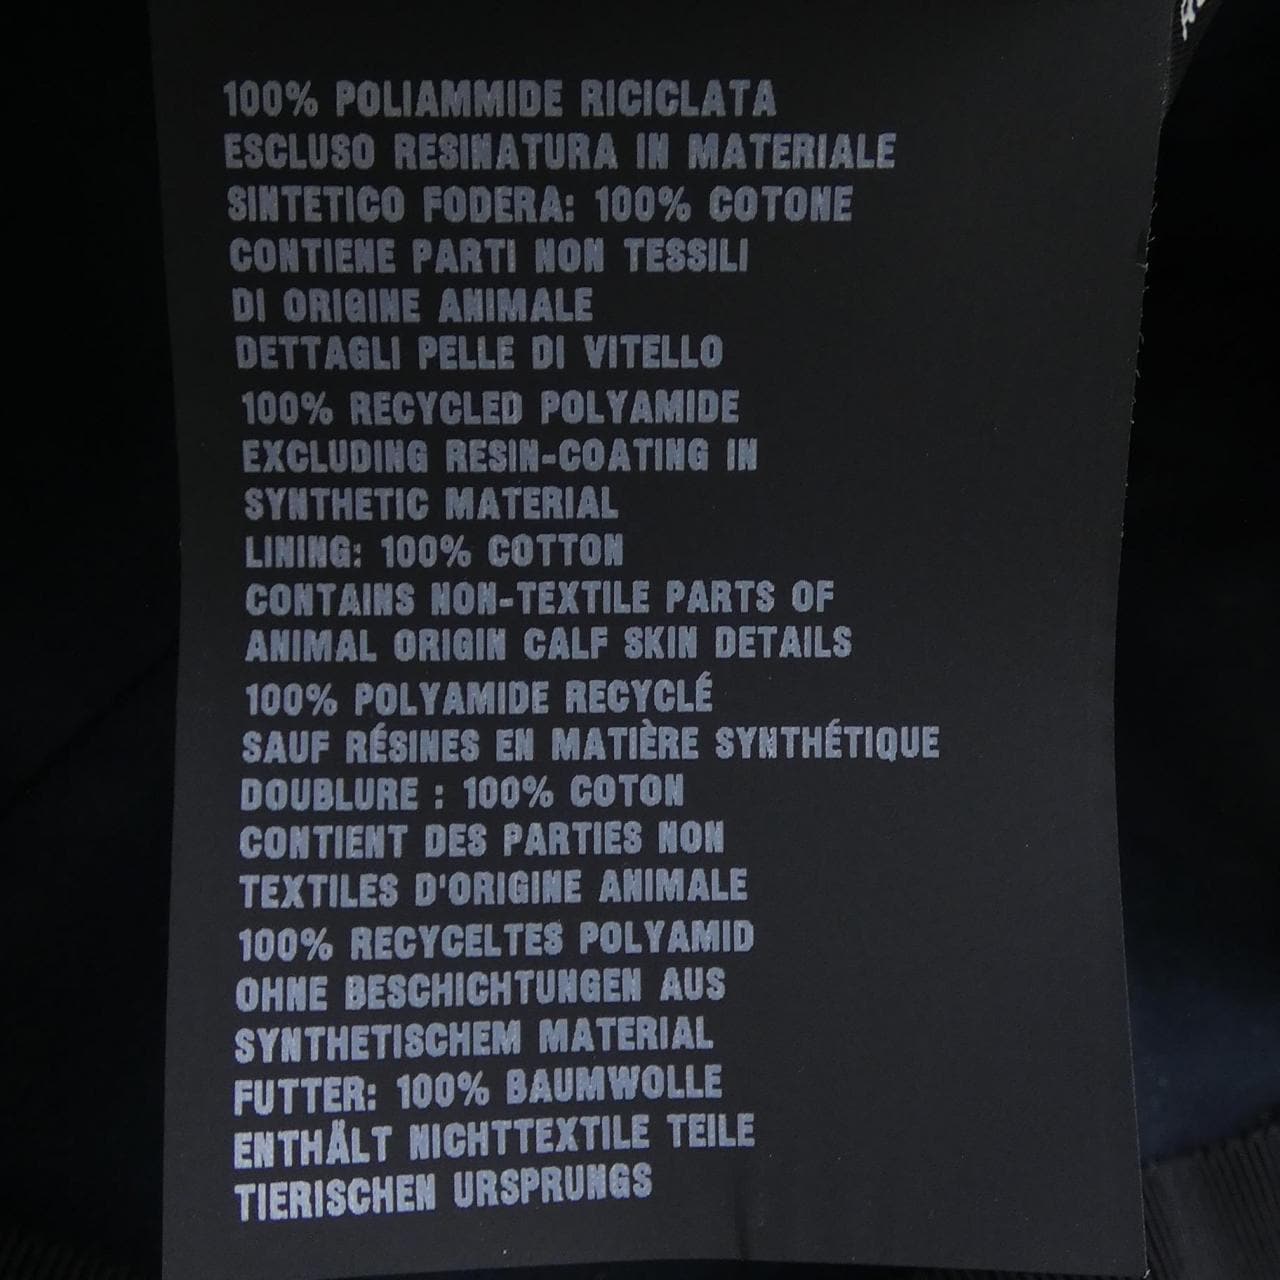 100% POLIAMMIDE RICICLATA
ESCLUSO RESINATURA IN MATERIALE
SINTETICO FODERA: 100% COTONE
CONTIENE PARTI NON TESSILI
DI ORIGINE ANIMALE
DETTAGLI PELLE DI VITELLO
100% RECYCLED POLYAMIDE
EXCLUDING RESIN-COATING IN
SYNTHETIC MATERIAL
LINING: 100% COTTON
CONTAINS NON-TEXTILE PARTS OF
ANIMAL ORIGIN CALF SKIN DETAILS
100% POLYAMIDE RECYCLÉ
SAUF RÉSINES EN MATIÈRE SYNTHÉTIQUE
DOUBLURE : 100% COTON
CONTIENT DES PARTIES NON
TEXTILES D'ORIGINE ANIMALE
100% RECYCELTES POLYAMID
OHNE BESCHICHTUNGEN AUS
SYNTHETISCHEM MATERIAL
FUTTER: 100% BAUMWOLLE
ENTHÄLT NICHTTEXTILE TEILE
TIERISCHEN URSPRUNGS